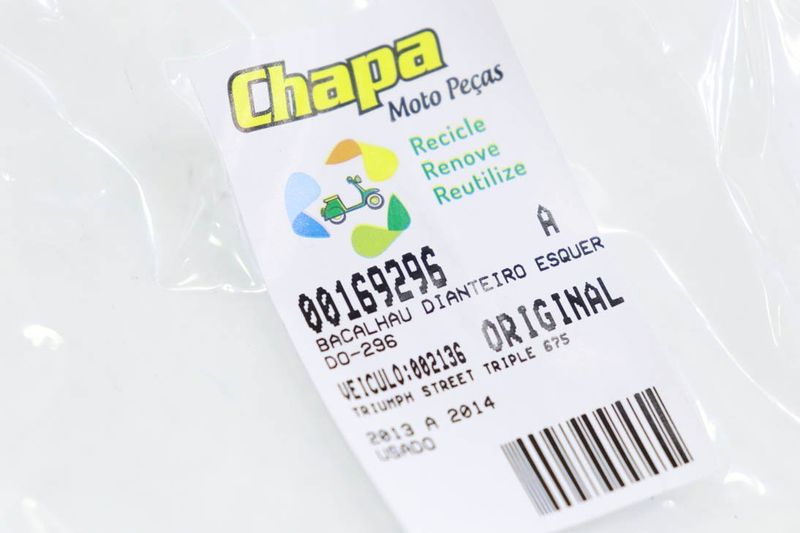 Chapa
Moto Peças
Recicle
Renove
Reutilize
A
00169296
BACALHAU DIANTEIRO ESQUER
DO-296
ORIGINAL
VEICULO:002136
TRIUMPH STREET TRIPLE 675
2013 A 2014
USADO